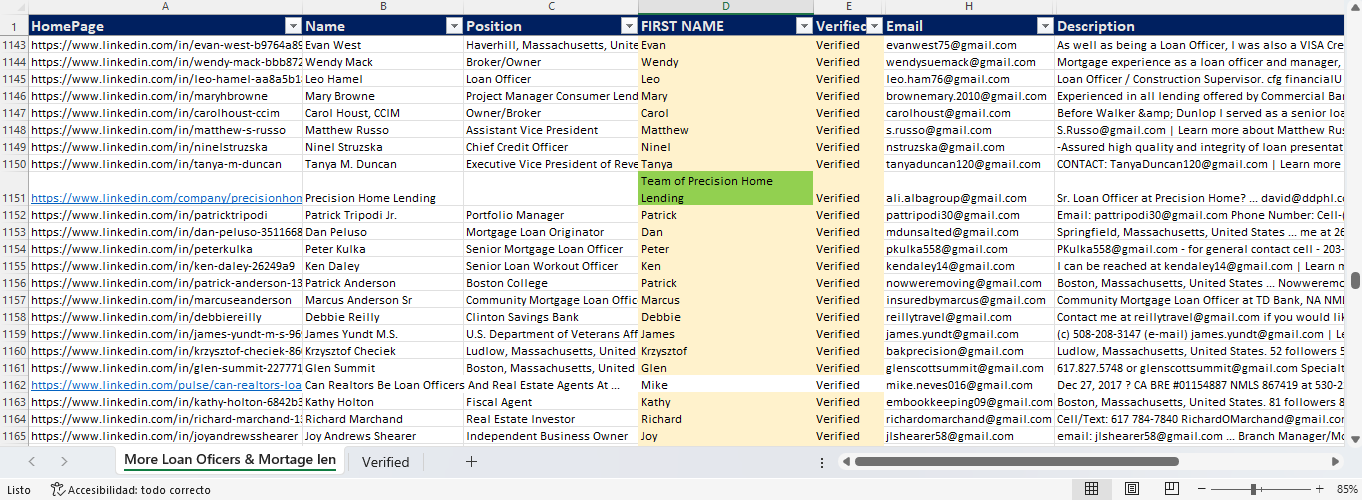 A B C D E H
1 HomePage Name Position FIRST NAME Verified Email Description
1143 https://www.linkedin.com/in/evan-west-b9764a89 Evan West Haverhill, Massachusetts, Unite Evan Verified evanwest75@gmail.com As well as being a Loan Officer, I was also a VISA Cre
1144 https://www.linkedin.com/in/wendy-mack-bbb872 Wendy Mack Broker/Owner Wendy Verified wendysuemack@gmail.com Mortgage experience as a loan officer and manager,
1145 https://www.linkedin.com/in/leo-hamel-aa8a5b1 Leo Hamel Loan Officer Leo Verified leo.ham76@gmail.com Loan Officer / Construction Supervisor. cfg financialU
1146 https://www.linkedin.com/in/maryhbrowne Mary Browne Project Manager Consumer Lend Mary Verified brownemary.2010@gmail.com Experienced in all lending offered by Commercial Ban
1147 https://www.linkedin.com/in/carolhoust-ccim Carol Houst, CCIM Owner/Broker Carol Verified carolhoust@gmail.com Before Walker &amp; Dunlop I served as a senior loa
1148 https://www.linkedin.com/in/matthew-s-russo Matthew Russo Assistant Vice President Matthew Verified s.russo@gmail.com S.Russo@gmail.com | Learn more about Matthew Rus
1149 https://www.linkedin.com/in/ninelstruzska Ninel Struzska Chief Credit Officer Ninel Verified nstruzska@gmail.com -Assured high quality and integrity of loan presentat
1150 https://www.linkedin.com/in/tanya-m-duncan Tanya M. Duncan Executive Vice President of Reve Tanya Verified tanyaduncan120@gmail.com CONTACT: TanyaDuncan120@gmail.com | Learn more
Team of Precision Home
1151 https://www.linkedin.com/company/precisionhom Precision Home Lending Lending Verified ali.albagroup@gmail.com Sr. Loan Officer at Precision Home? ... david@ddphl.c
1152 https://www.linkedin.com/in/patricktripodi Patrick Tripodi Jr. Portfolio Manager Patrick Verified pattripodi30@gmail.com Email: pattripodi30@gmail.com Phone Number: Cell-(
1153 https://www.linkedin.com/in/dan-peluso-3511668 Dan Peluso Mortgage Loan Originator Dan Verified mdunsalted@gmail.com Springfield, Massachusetts, United States ... me at 26
1154 https://www.linkedin.com/in/peterkulka Peter Kulka Senior Mortgage Loan Officer Peter Verified pkulka558@gmail.com PKulka558@gmail.com - for general contact cell - 203-
1155 https://www.linkedin.com/in/ken-daley-26249a9 Ken Daley Senior Loan Workout Officer Ken Verified kendaley14@gmail.com I can be reached at kendaley14@gmail.com | Learn m
1156 https://www.linkedin.com/in/patrick-anderson-13 Patrick Anderson Boston College Patrick Verified nowweremoving@gmail.com Boston, Massachusetts, United States ... Nowweremo
1157 https://www.linkedin.com/in/marcuseanderson Marcus Anderson Sr Community Mortgage Loan Offic Marcus Verified insuredbymarcus@gmail.com Community Mortgage Loan Officer at TD Bank, NA NM
1158 https://www.linkedin.com/in/debbiereilly Debbie Reilly Clinton Savings Bank Debbie Verified reillytravel@gmail.com Contact me at reillytravel@gmail.com if you would lik
1159 https://www.linkedin.com/in/james-yundt-m-s-96 James Yundt M.S. U.S. Department of Veterans Aff James Verified james.yundt@gmail.com (c) 508-208-3147 (e-mail) james.yundt@gmail.com | Le
1160 https://www.linkedin.com/in/krzysztof-checiek-86 Krzysztof Checiek Ludlow, Massachusetts, United Krzysztof Verified bakprecision@gmail.com Ludlow, Massachusetts, United States. 52 followers 5
1161 https://www.linkedin.com/in/glen-summit-227771 Glen Summit Boston, Massachusetts, United Glen Verified glenscottsummit@gmail.com 617.827.5748 or glenscottsummit@gmail.com Specialt
1162 https://www.linkedin.com/pulse/can-realtors-loa Can Realtors Be Loan Officers And Real Estate Agents At ... Mike Verified mike.neves016@gmail.com Dec 27, 2017 ? CA BRE #01154887 NMLS 867419 at 530-2
1163 https://www.linkedin.com/in/kathy-holton-6842b3 Kathy Holton Fiscal Agent Kathy Verified embookkeeping09@gmail.com Boston, Massachusetts, United States. 81 followers 8
1164 https://www.linkedin.com/in/richard-marchand-13 Richard Marchand Real Estate Investor Richard Verified richardomarchand@gmail.com Cell/Text: 617 784-7840 RichardOMarchand@gmail.com
1165 https://www.linkedin.com/in/joyandrewsshearer Joy Andrews Shearer Independent Business Owner Joy Verified jlshearer58@gmail.com email: jlshearer58@gmail.com ... Branch Manager/Mo
More Loan Oficers & Mortage len Verified
Listo Accesibilidad: todo correcto 85%